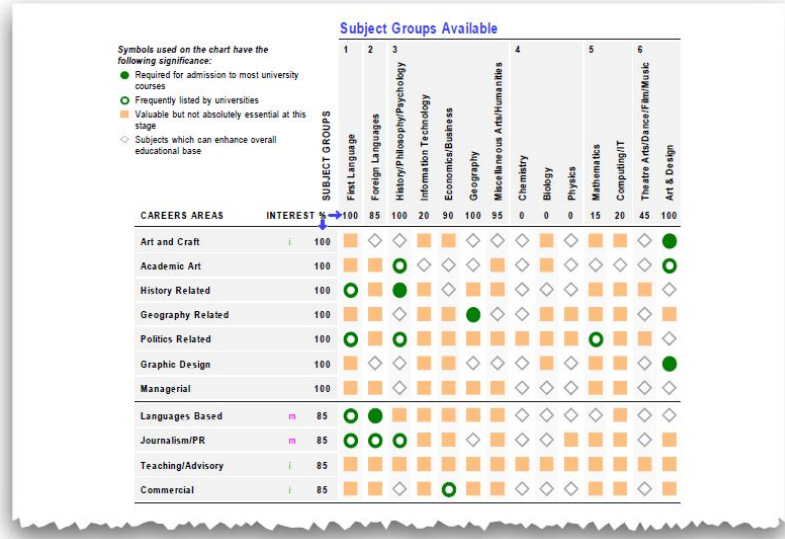 Subject Groups Available
Symbols used on the chart have the
following significance:
Required for admission to most university
courses
Frequently listed by universities
Valuable but not absolutely essential at this
stage
Subjects which can enhance overall
educational base
1 2 3 4 5 6
SUBJECT GROUPS
First Language
Foreign Languages
History/Philosophy/Psychology
Information Technology
Economics/Business
Geography
Miscellaneous Arts/Humanities
Chemistry
Biology
Physics
Mathematics
Computing/IT
Theatre Arts/Dance/Film/Music
Art & Design
CAREERS AREAS INTEREST % 100 85 100 20 90 100 95 0 0 0 15 20 45 100
Art and Craft i 100
Academic Art 100
History Related 100
Geography Related 100
Politics Related 100
Graphic Design 100
Managerial 100
Languages Based m 85
Journalism/PR m 85
Teaching/Advisory i 85
Commercial i 85